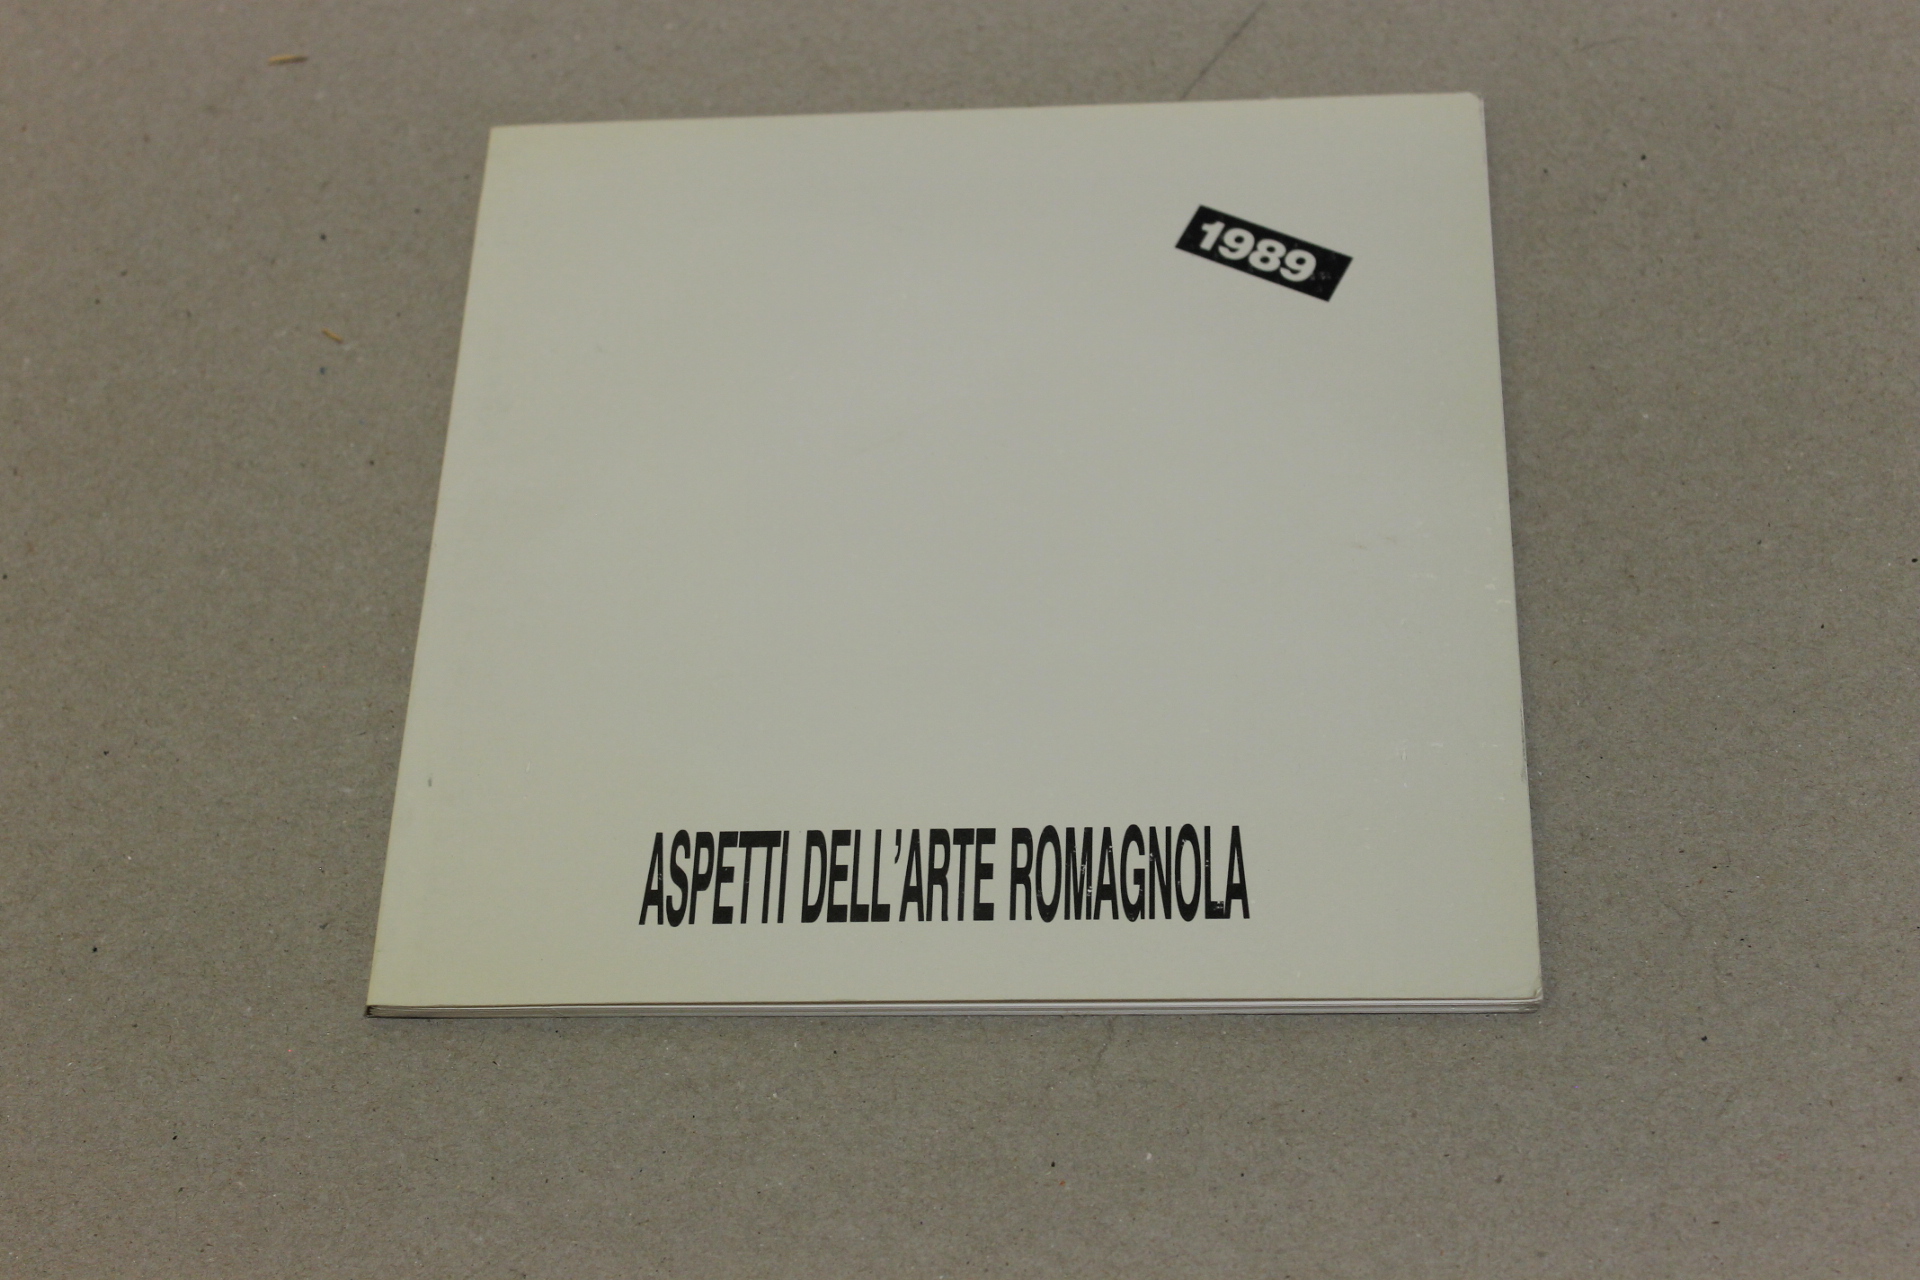 1989
ASPETTI DELL'ARTE ROMAGNOLA